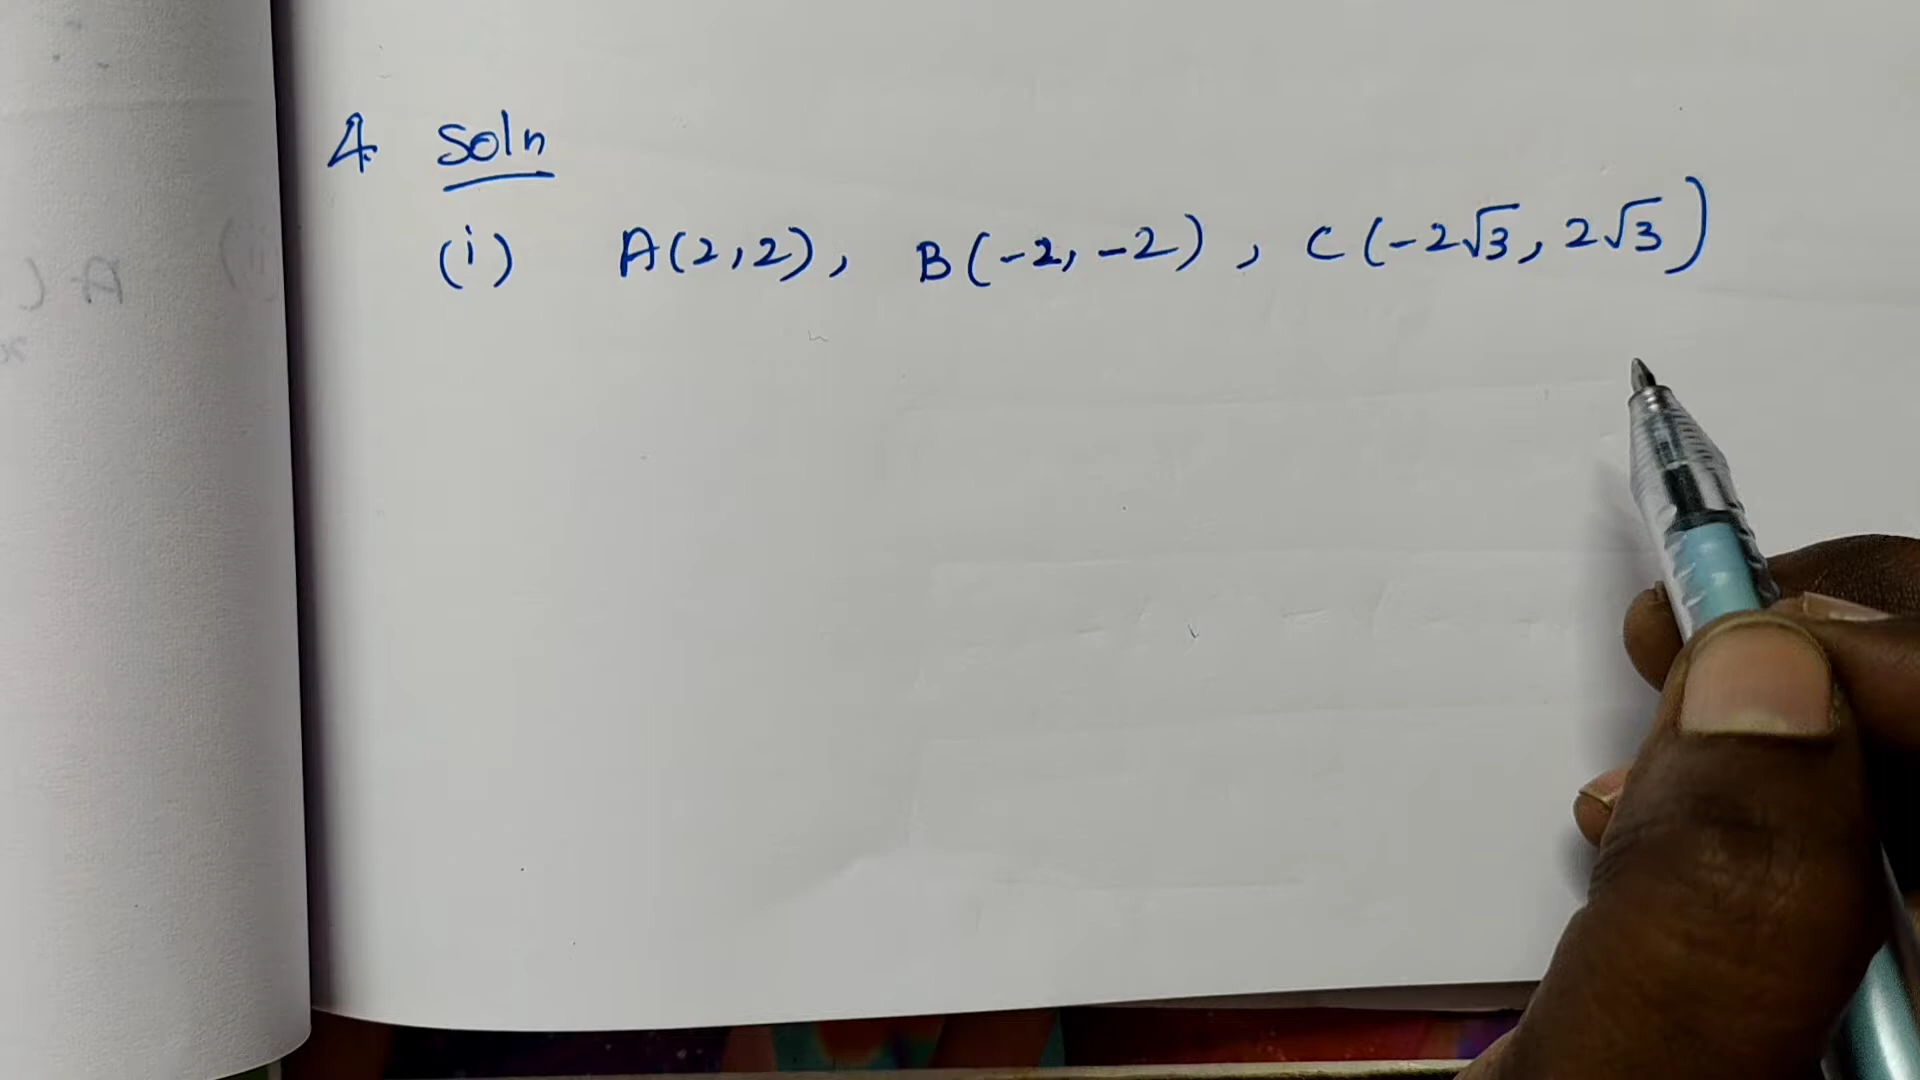 4. Soln
(i) A(2,2), B(-2, -2), C(-2√3, 2√3)